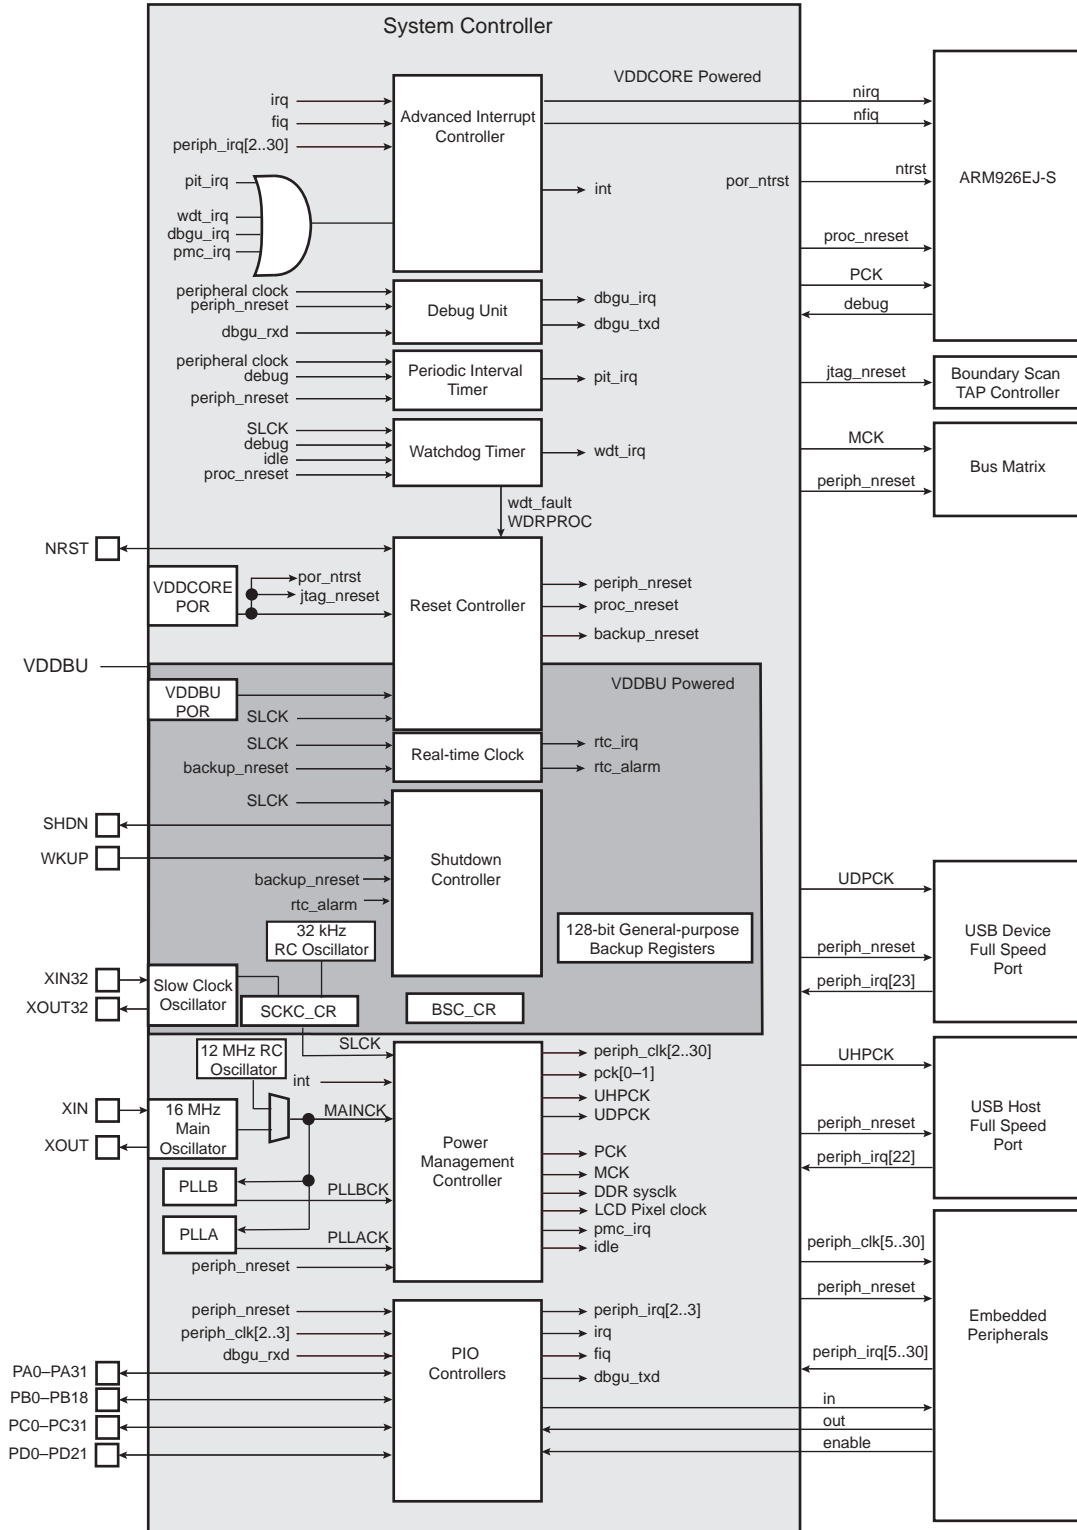 System Controller
VDDCORE Powered
irq
fiq
periph_irq[2..30]
pit_irq
wdt_irq
dbgu_irq
pmc_irq
Advanced Interrupt
Controller
int
nirq
nfiq
por_ntrst
ntrst
proc_nreset
PCK
debug
ARM926EJ-S
peripheral clock
periph_nreset
dbgu_rxd
Debug Unit
dbgu_irq
dbgu_txd
peripheral clock
debug
periph_nreset
Periodic Interval
Timer
pit_irq
jtag_nreset
Boundary Scan
TAP Controller
SLCK
debug
idle
proc_nreset
Watchdog Timer
wdt_irq
wdt_fault
WDRPROC
MCK
periph_nreset
Bus Matrix
NRST
VDDCORE
POR
por_ntrst
jtag_nreset
Reset Controller
periph_nreset
proc_nreset
backup_nreset
VDDBU
VDDBU Powered
VDDBU
POR
SLCK
SLCK
backup_nreset
Real-time Clock
rtc_irq
rtc_alarm
SLCK
SHDN
WKUP
backup_nreset
rtc_alarm
Shutdown
Controller
32 kHz
RC Oscillator
128-bit General-purpose
Backup Registers
XIN32
XOUT32
Slow Clock
Oscillator
SCKC_CR
BSC_CR
UDPCK
periph_nreset
periph_irq[23]
USB Device
Full Speed
Port
SLCK
12 MHz RC
Oscillator
int
XIN
XOUT
16 MHz
Main
Oscillator
MAINCK
PLLB
PLLBCK
PLLA
PLLACK
periph_nreset
Power
Management
Controller
periph_clk[2..30]
pck[0–1]
UHPCK
UDPCK
PCK
MCK
DDR sysclk
LCD Pixel clock
pmc_irq
idle
UHPCK
periph_nreset
periph_irq[22]
USB Host
Full Speed
Port
periph_nreset
periph_clk[2..3]
dbgu_rxd
PA0–PA31
PB0–PB18
PC0–PC31
PD0–PD21
PIO
Controllers
periph_irq[2..3]
irq
fiq
dbgu_txd
periph_clk[5..30]
periph_nreset
periph_irq[5..30]
in
out
enable
Embedded
Peripherals